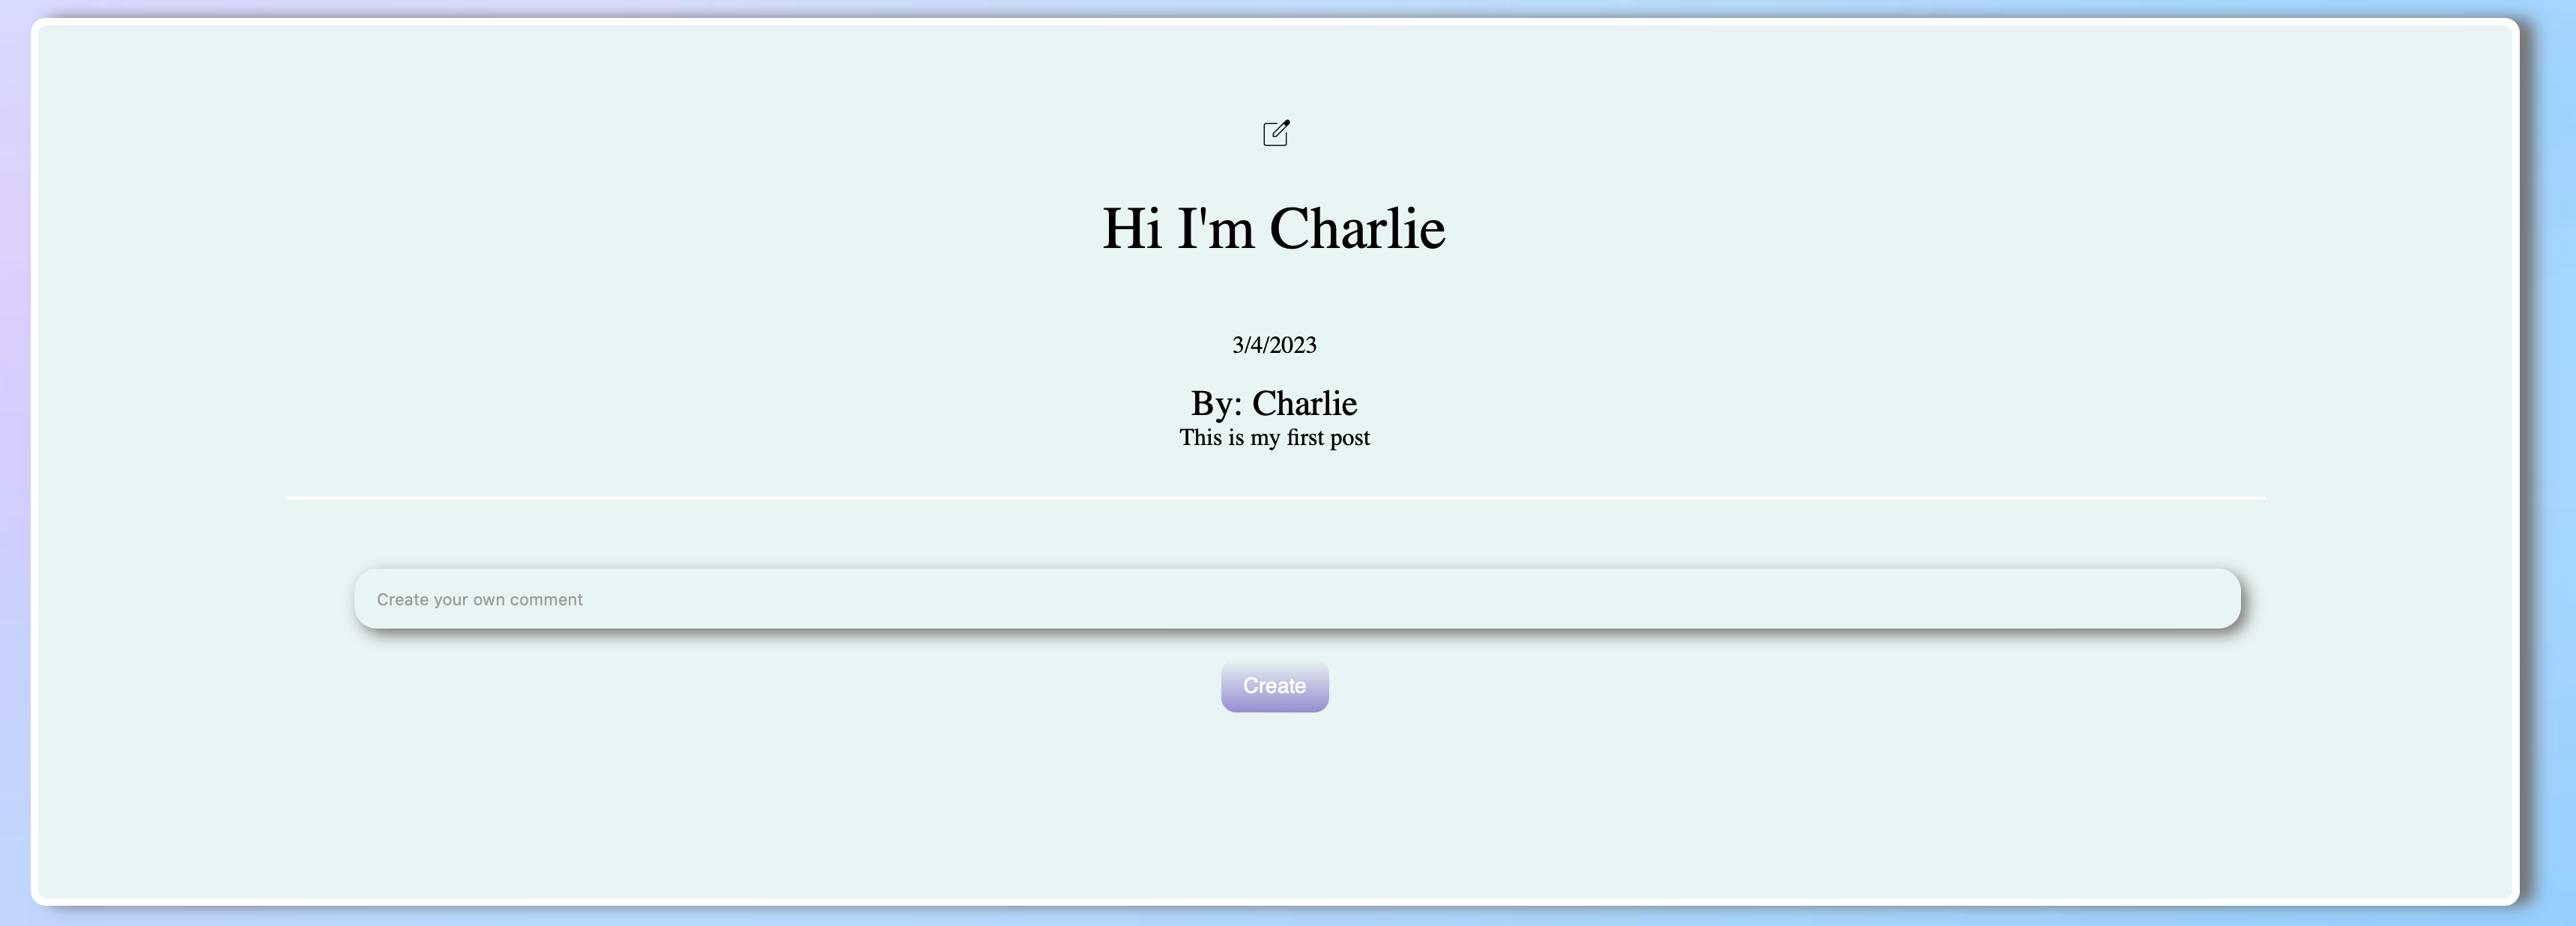 Hi I'm Charlie
3/4/2023
By: Charlie
This is my first post
Create your own comment
Create